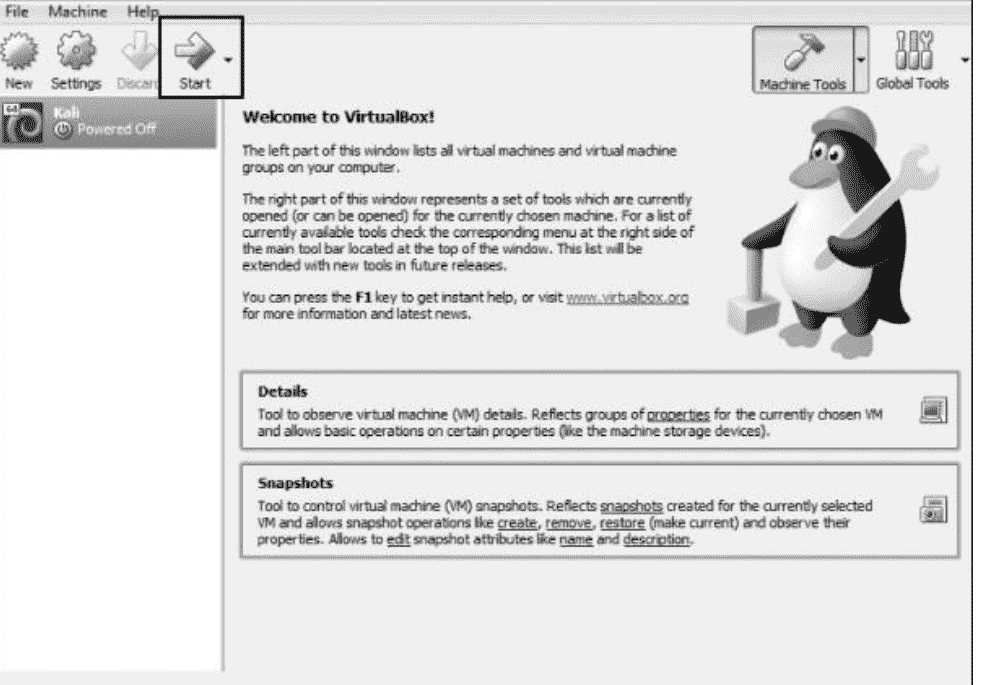 File Machine Help
New Settings Discard Start Machine Tools Global Tools
64
Kali
Powered Off
Welcome to VirtualBox!
The left part of this window lists all virtual machines and virtual machine
groups on your computer.
The right part of this window represents a set of tools which are currently
opened (or can be opened) for the currently chosen machine. For a list of
currently available tools check the corresponding menu at the right side of
the main tool bar located at the top of the window. This list will
be extended with new tools in future releases.
You can press the F1 key to get instant help, or visit www.virtualbox.org
for more information and latest news.
Details
Tool to observe virtual machine (VM) details. Reflects groups of properties for the currently chosen VM
and allows basic operations on certain properties (like the machine storage devices).
Snapshots
Tool to control virtual machine (VM) snapshots. Reflects snapshots created for the currently selected
VM and allows snapshot operations like create, remove, restore (make current) and observe their
properties. Allows to edit snapshot attributes like name and description.